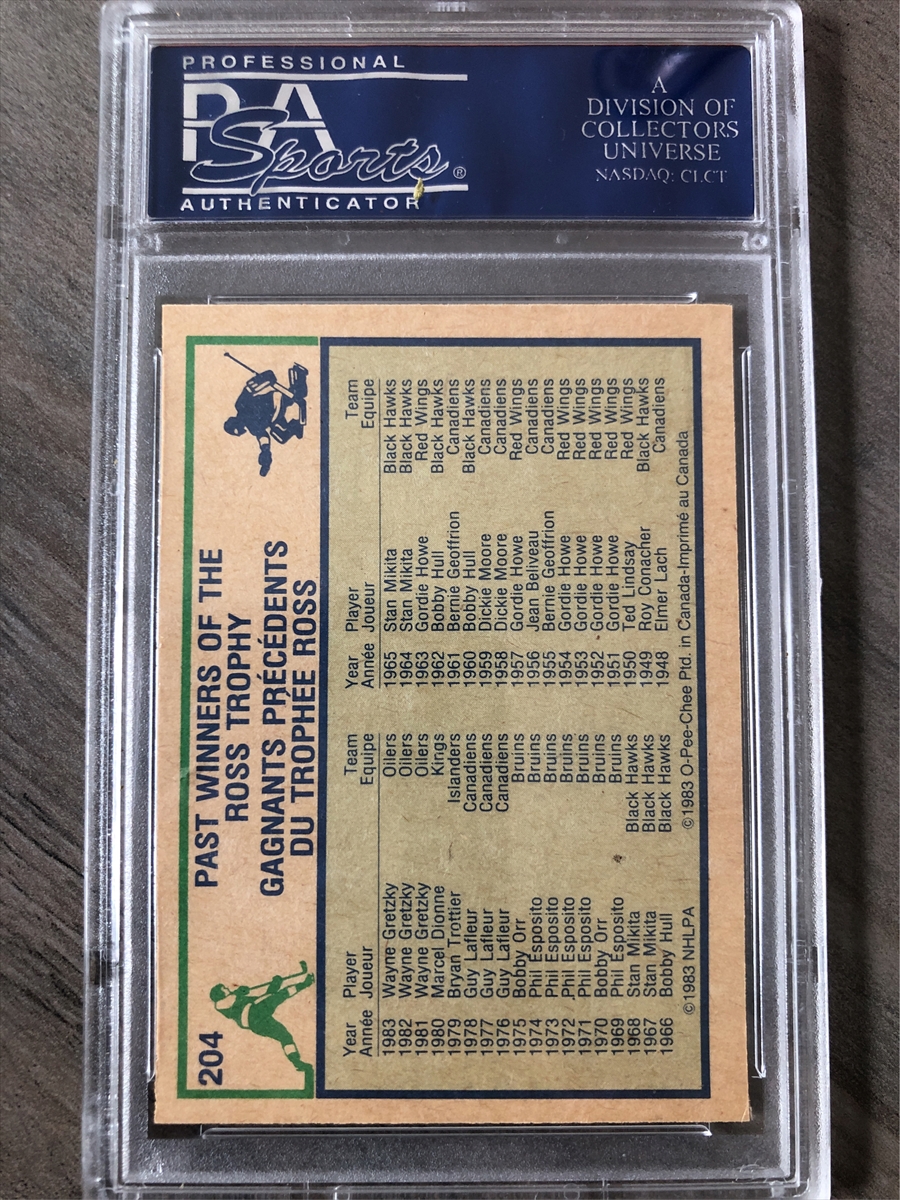 PROFESSIONAL
PSA
Sports®
AUTHENTICATOR
A
DIVISION OF
COLLECTORS
UNIVERSE
NASDAQ: CLCT
204
PAST WINNERS OF THE
ROSS TROPHY
GAGNANTS PRÉCÉDENTS
DU TROPHÉE ROSS
Year Player Team
Année Joueur Equipe
1983 Wayne Gretzky Oilers
1982 Wayne Gretzky Oilers
1981 Wayne Gretzky Oilers
1980 Marcel Dionne Kings
1979 Bryan Trottier Islanders
1978 Guy Lafleur Canadiens
1977 Guy Lafleur Canadiens
1976 Guy Lafleur Canadiens
1975 Bobby Orr Bruins
1974 Phil Esposito Bruins
1973 Phil Esposito Bruins
1972 Phil Esposito Bruins
1971 Phil Esposito Bruins
1970 Bobby Orr Bruins
1969 Phil Esposito Bruins
1968 Stan Mikita Black Hawks
1967 Stan Mikita Black Hawks
1966 Bobby Hull Black Hawks
Year Player Team
Année Joueur Equipe
1965 Stan Mikita Black Hawks
1964 Stan Mikita Black Hawks
1963 Gordie Howe Red Wings
1962 Bobby Hull Black Hawks
1961 Bernie Geoffrion Canadiens
1960 Bobby Hull Black Hawks
1959 Dickie Moore Canadiens
1958 Dickie Moore Canadiens
1957 Gordie Howe Red Wings
1956 Jean Beliveau Canadiens
1955 Bernie Geoffrion Canadiens
1954 Gordie Howe Red Wings
1953 Gordie Howe Red Wings
1952 Gordie Howe Red Wings
1951 Gordie Howe Red Wings
1950 Ted Lindsay Red Wings
1949 Roy Conacher Black Hawks
1948 Elmer Lach Canadiens
©1983 NHLPA ©1983 O-Pee-Chee Ptd. in Canada-Imprimé au Canada